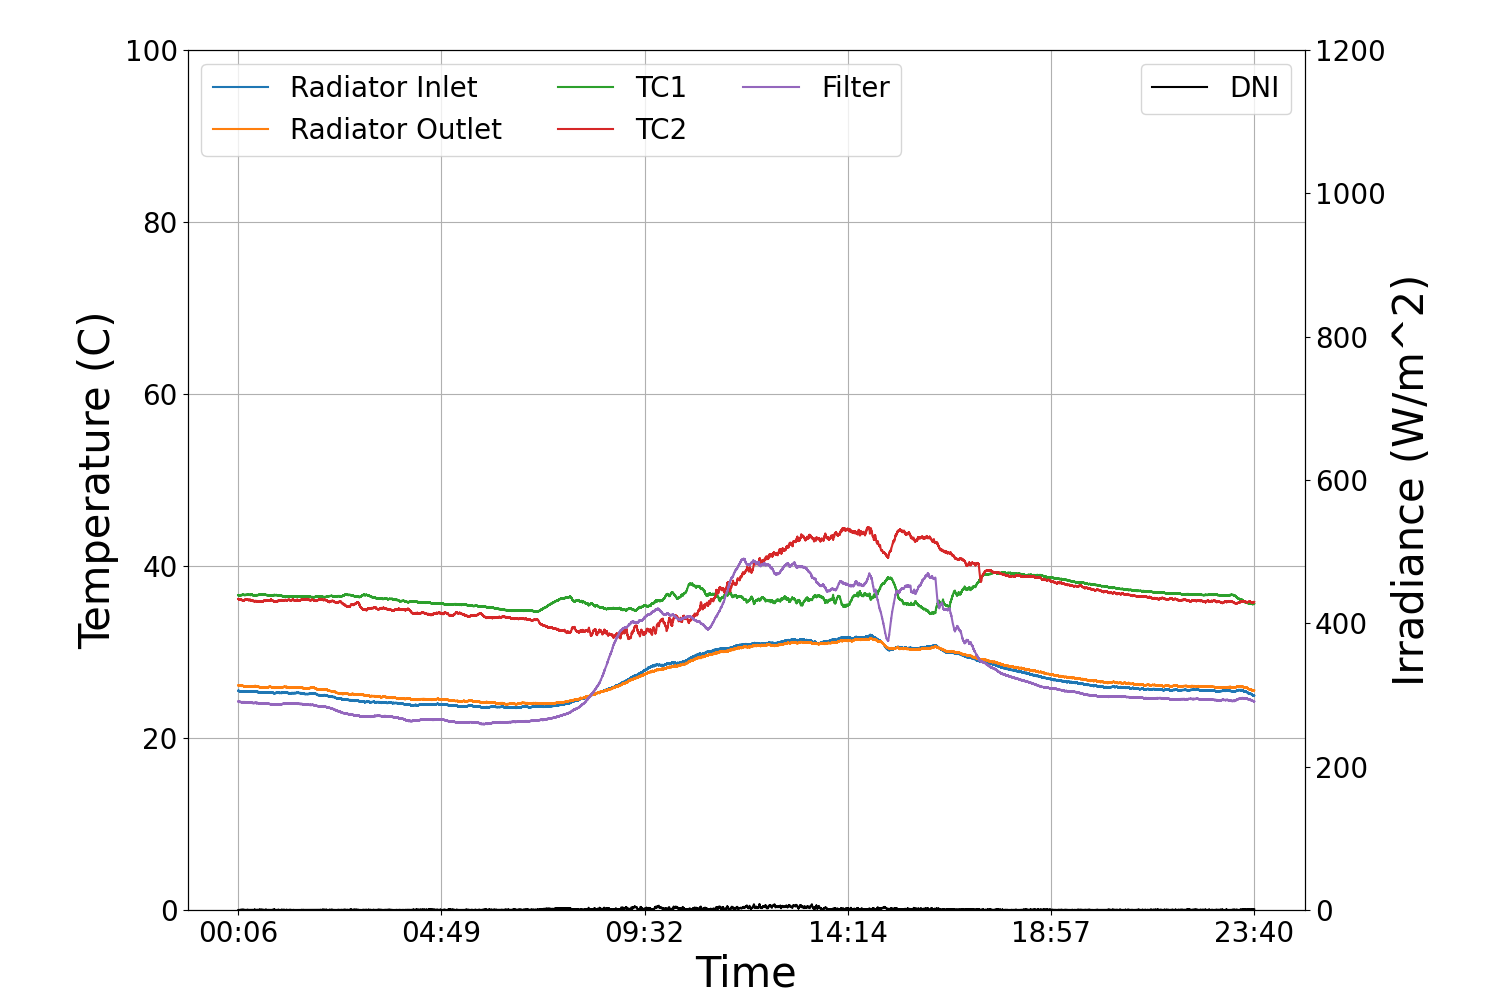 Radiator Inlet
Radiator Outlet
TC1
TC2
Filter
DNI
Temperature (C)
100
80
60
40
20
0
Irradiance (W/m^2)
1200
1000
800
600
400
200
0
00:06 04:49 09:32 14:14 18:57 23:40
Time